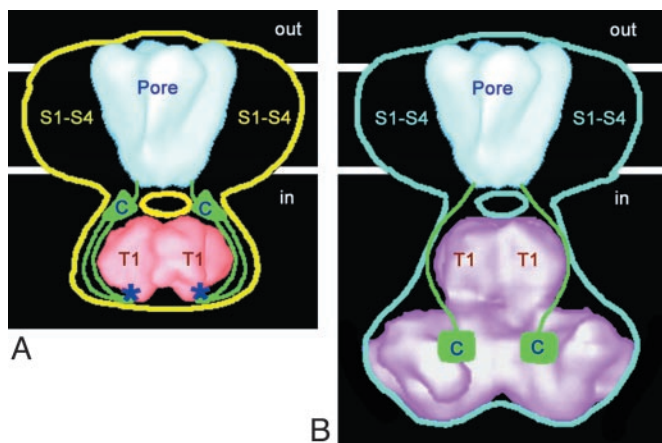 out
Pore
S1-S4 S1-S4
in
C C
T1 T1
* *
A
out
Pore
S1-S4 S1-S4
in
T1 T1
C C
B